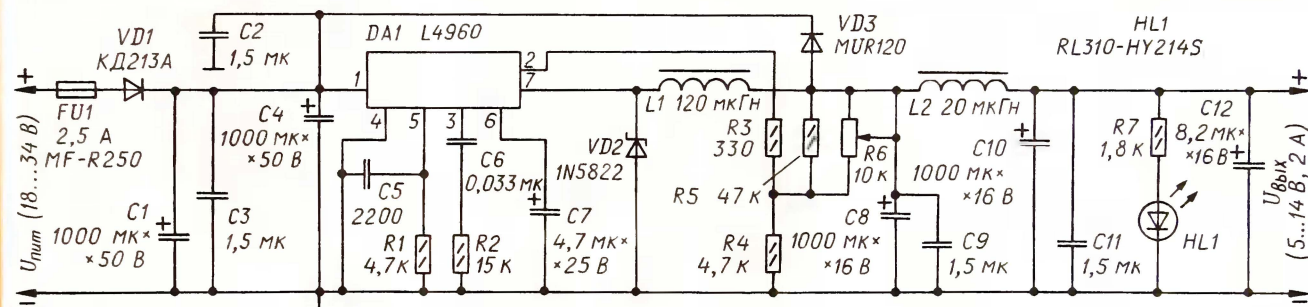 VD1
КД213А
C2
1,5 мк
DA1 L4960
VD3
MUR120
HL1
RL310-HY214S
+
FU1
2,5 А
MF-R250
1
2
7
4
5
3
6
C4
1000 мк×
×50 В
+
C5
2200
C6
0,033 мк
C7
4,7 мк×
×25 В
+
L1 120 мкГн
VD2
1N5822
R3
330
R5 47 к
R6
10 к
L2 20 мкГн
C10
1000 мк×
×16 В
+
R7
1,8 к
C12
8,2 мк×
×16 В
+
+
Uпит (18...34 В)
C1
1000 мк×
×50 В
+
C3
1,5 мк
R1
4,7 к
R2
15 к
R4
4,7 к
C8
1000 мк×
×16 В
+
C9
1,5 мк
C11
1,5 мк
HL1
Uвых
(5...14 В, 2 А)
−
−